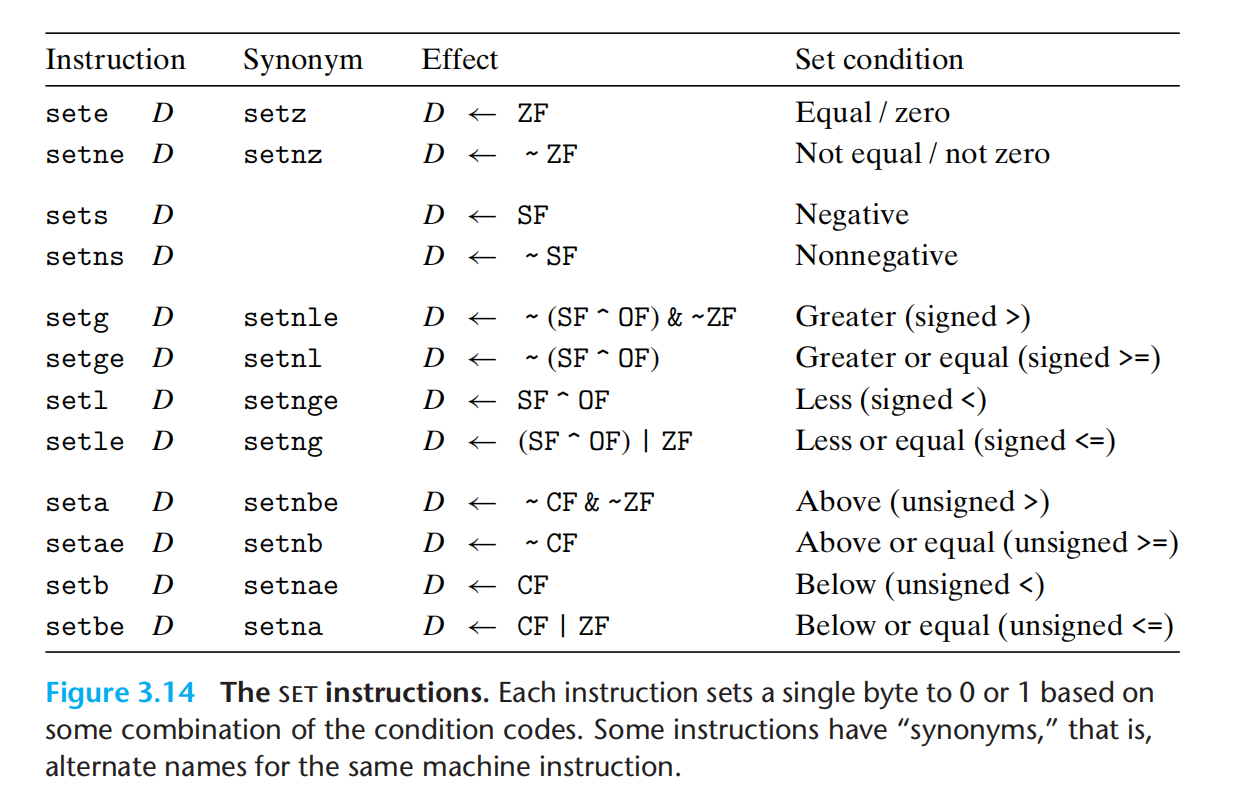 Instruction Synonym Effect Set condition
sete D setz D ← ZF Equal / zero
setne D setnz D ← ~ ZF Not equal / not zero
sets D D ← SF Negative
setns D D ← ~ SF Nonnegative
setg D setnle D ← ~ (SF ^ OF) & ~ZF Greater (signed >)
setge D setnl D ← ~ (SF ^ OF) Greater or equal (signed >=)
setl D setnge D ← SF ^ OF Less (signed <)
setle D setng D ← (SF ^ OF) | ZF Less or equal (signed <=)
seta D setnbe D ← ~ CF & ~ZF Above (unsigned >)
setae D setnb D ← ~ CF Above or equal (unsigned >=)
setb D setnae D ← CF Below (unsigned <)
setbe D setna D ← CF | ZF Below or equal (unsigned <=)
Figure 3.14 The SET instructions. Each instruction sets a single byte to 0 or 1 based on
some combination of the condition codes. Some instructions have “synonyms,” that is,
alternate names for the same machine instruction.